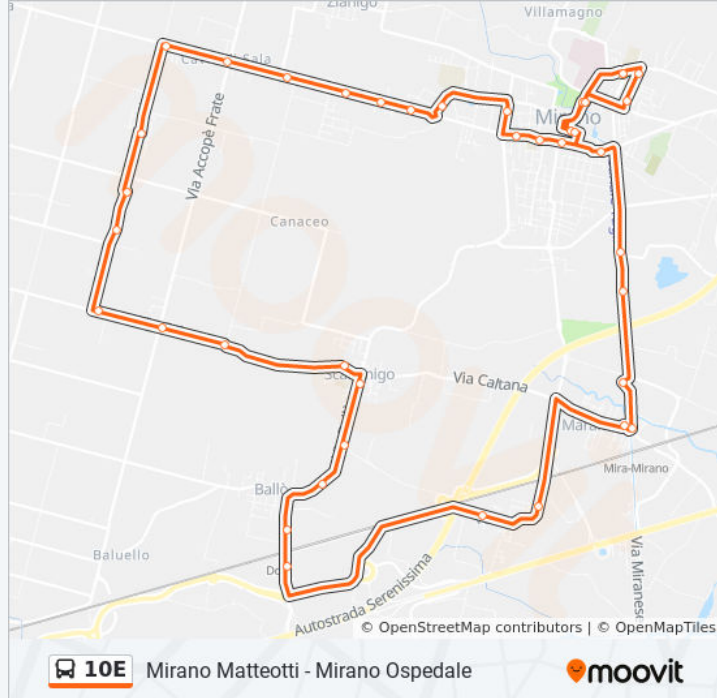 Zianigo
Villamagno
Via Accopè Frate
Canaceo
Via Caltana
Mira-Mirano
Ballò
Baluello
Via Miranese
Autostrada Serenissima
© OpenStreetMap contributors | © OpenMapTiles
10E Mirano Matteotti - Mirano Ospedale moovit